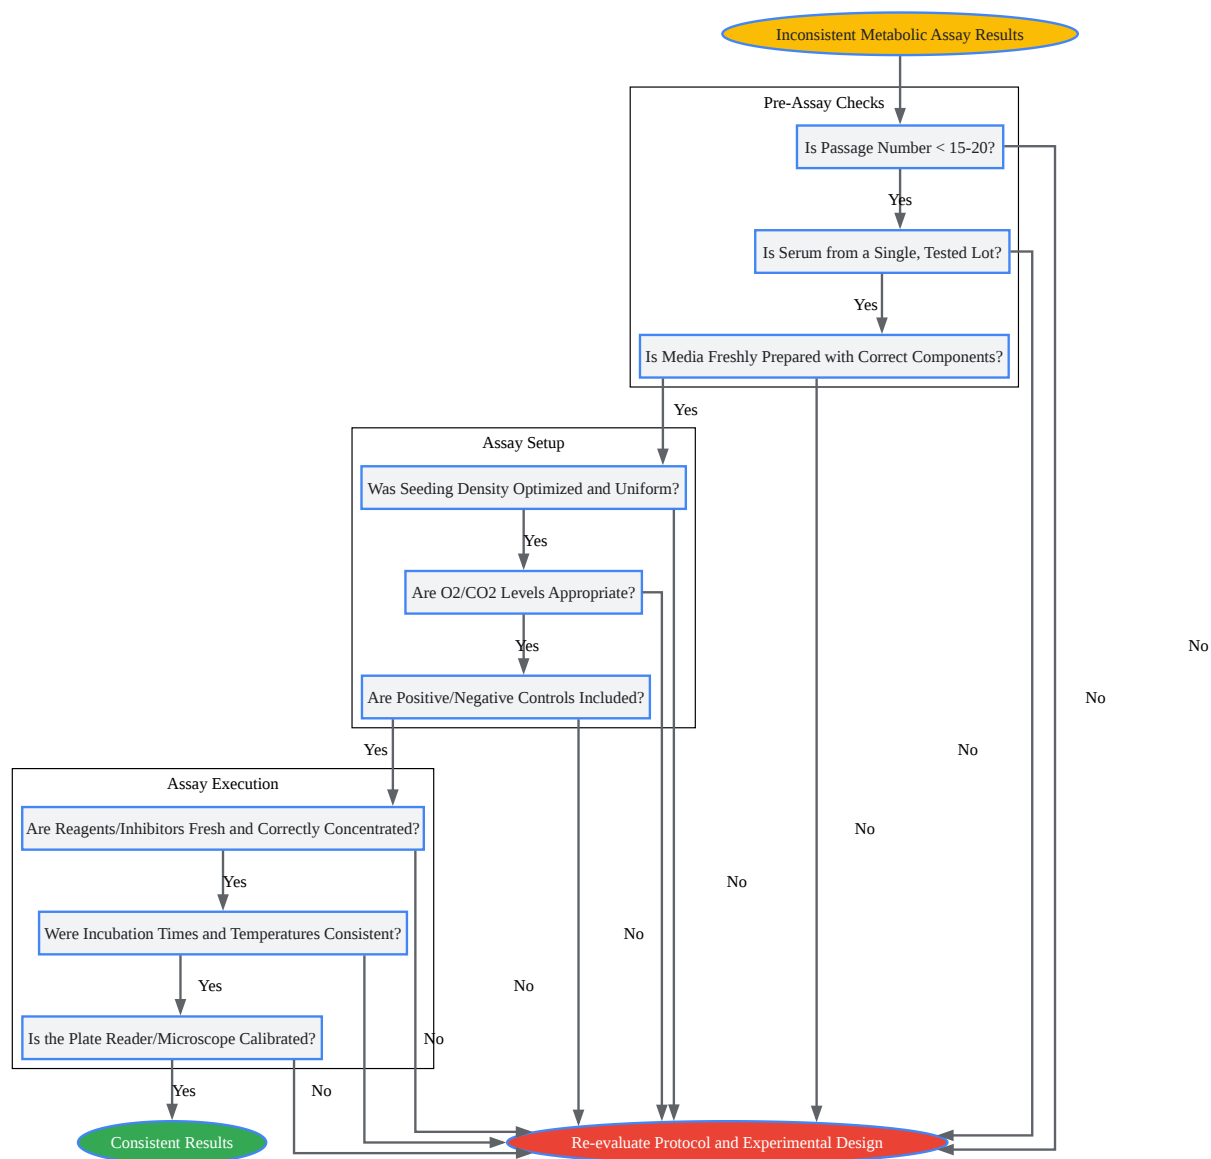 Inconsistent Metabolic Assay Results
Pre-Assay Checks
Is Passage Number < 15-20?
Yes
Is Serum from a Single, Tested Lot?
Yes
Is Media Freshly Prepared with Correct Components?
Yes
Assay Setup
Was Seeding Density Optimized and Uniform?
Yes
Are O2/CO2 Levels Appropriate?
Yes
No
Are Positive/Negative Controls Included?
No
Yes
No
Assay Execution
Are Reagents/Inhibitors Fresh and Correctly Concentrated?
No
Yes
No
Were Incubation Times and Temperatures Consistent?
No
Yes
No
Is the Plate Reader/Microscope Calibrated?
No
Yes
No
Consistent Results
Re-evaluate Protocol and Experimental Design